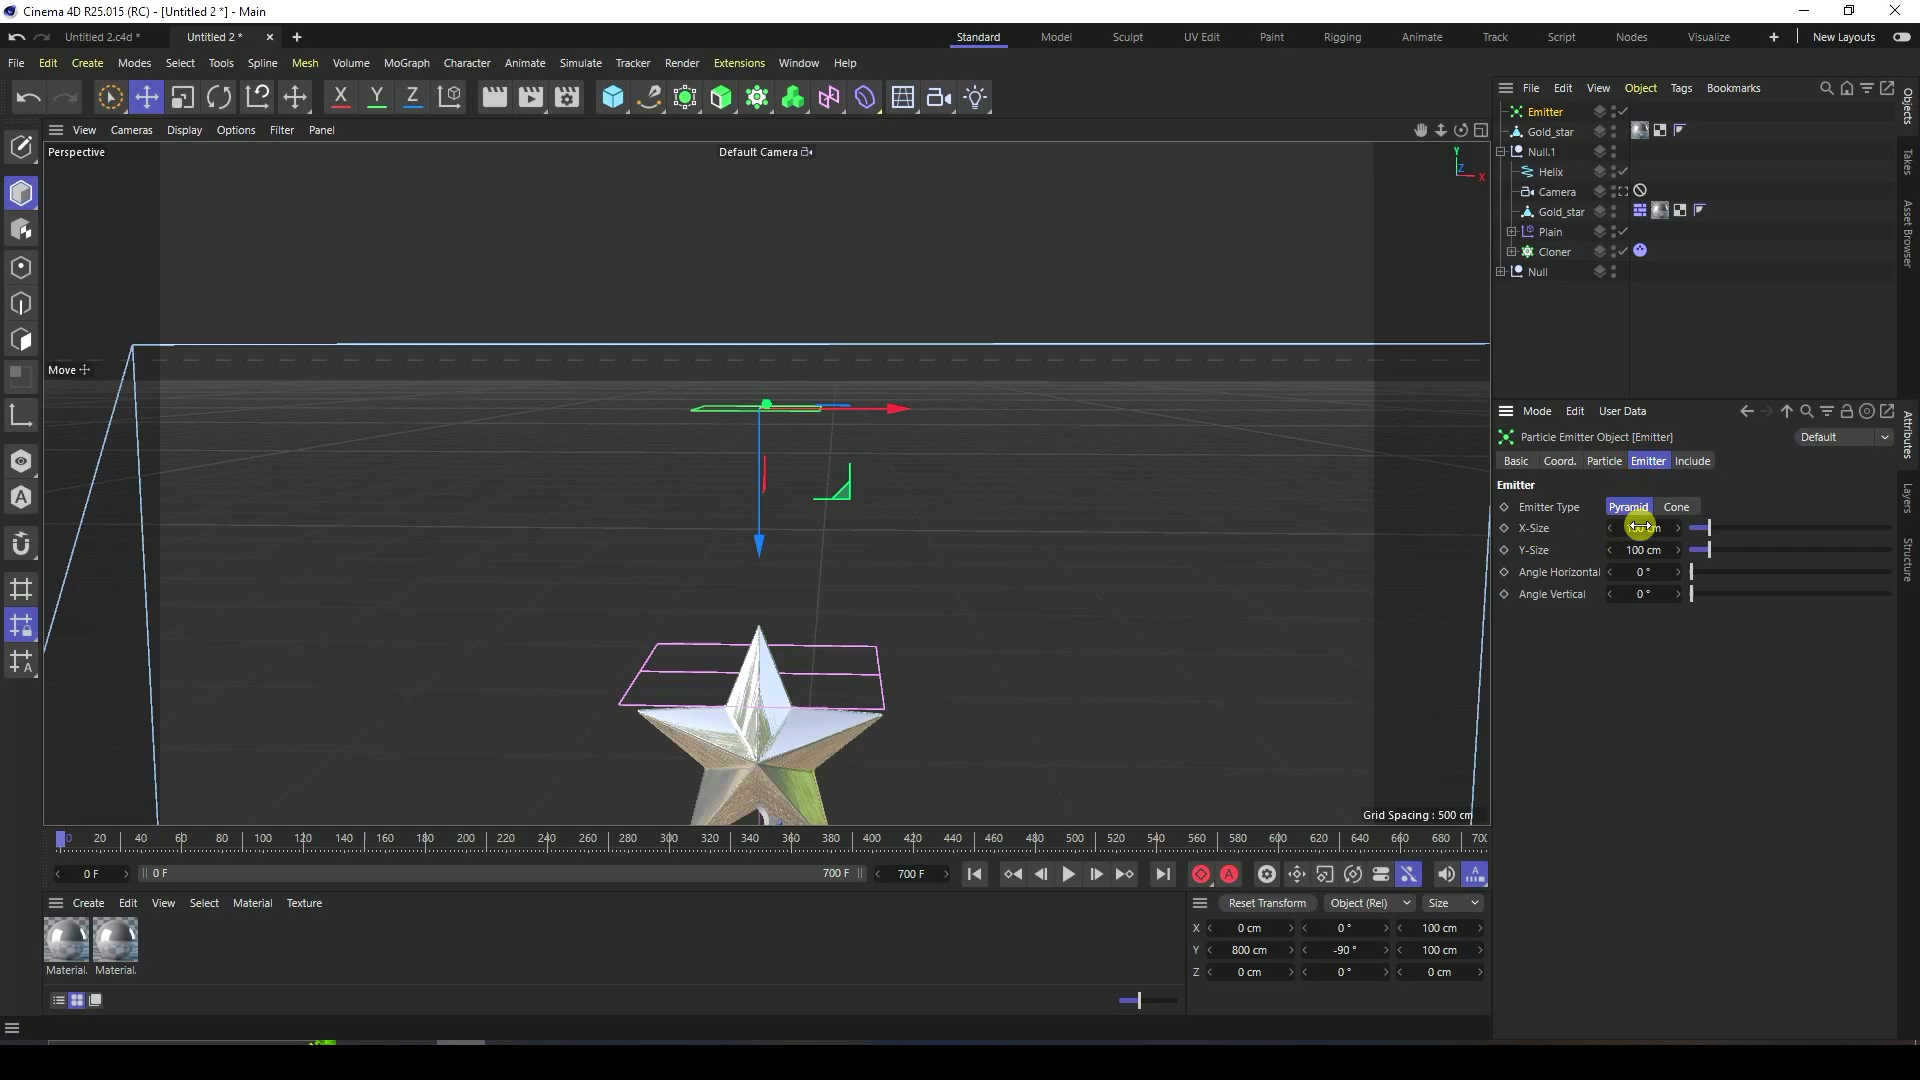 Cinema 4D R25.015 (RC) - [Untitled 2 *] - Main
Untitled 2.c4d *
Untitled 2 *
Standard Model Sculpt UV Edit Paint Rigging Animate Track Script Nodes Visualize New Layouts
File Edit Create Modes Select Tools Spline Mesh Volume MoGraph Character Animate Simulate Tracker Render Extensions Window Help
File Edit View Object Tags Bookmarks
View Cameras Display Options Filter Panel
Perspective
Default Camera
Y
Z
X
Emitter
Gold_star
Null.1
Helix
Camera
Gold_star
Plain
Cloner
Null
Objects
Takes
Asset Browser
Move
Mode Edit User Data
Particle Emitter Object [Emitter]
Default
Basic Coord. Particle Emitter Include
Emitter
Emitter Type Pyramid Cone
X-Size
Y-Size 100 cm
Angle Horizontal 0 °
Angle Vertical 0 °
Attributes
Layers
Structure
Grid Spacing : 500 cm
0 20 40 60 80 100 120 140 160 180 200 220 240 260 280 300 320 340 360 380 400 420 440 460 480 500 520 540 560 580 600 620 640 660 680 700
0 F 0 F 700 F 700 F
Create Edit View Select Material Texture
Reset Transform Object (Rel) Size
X 0 cm 0 ° 100 cm
Y 800 cm -90 ° 100 cm
Z 0 cm 0 ° 0 cm
Material.
Material.